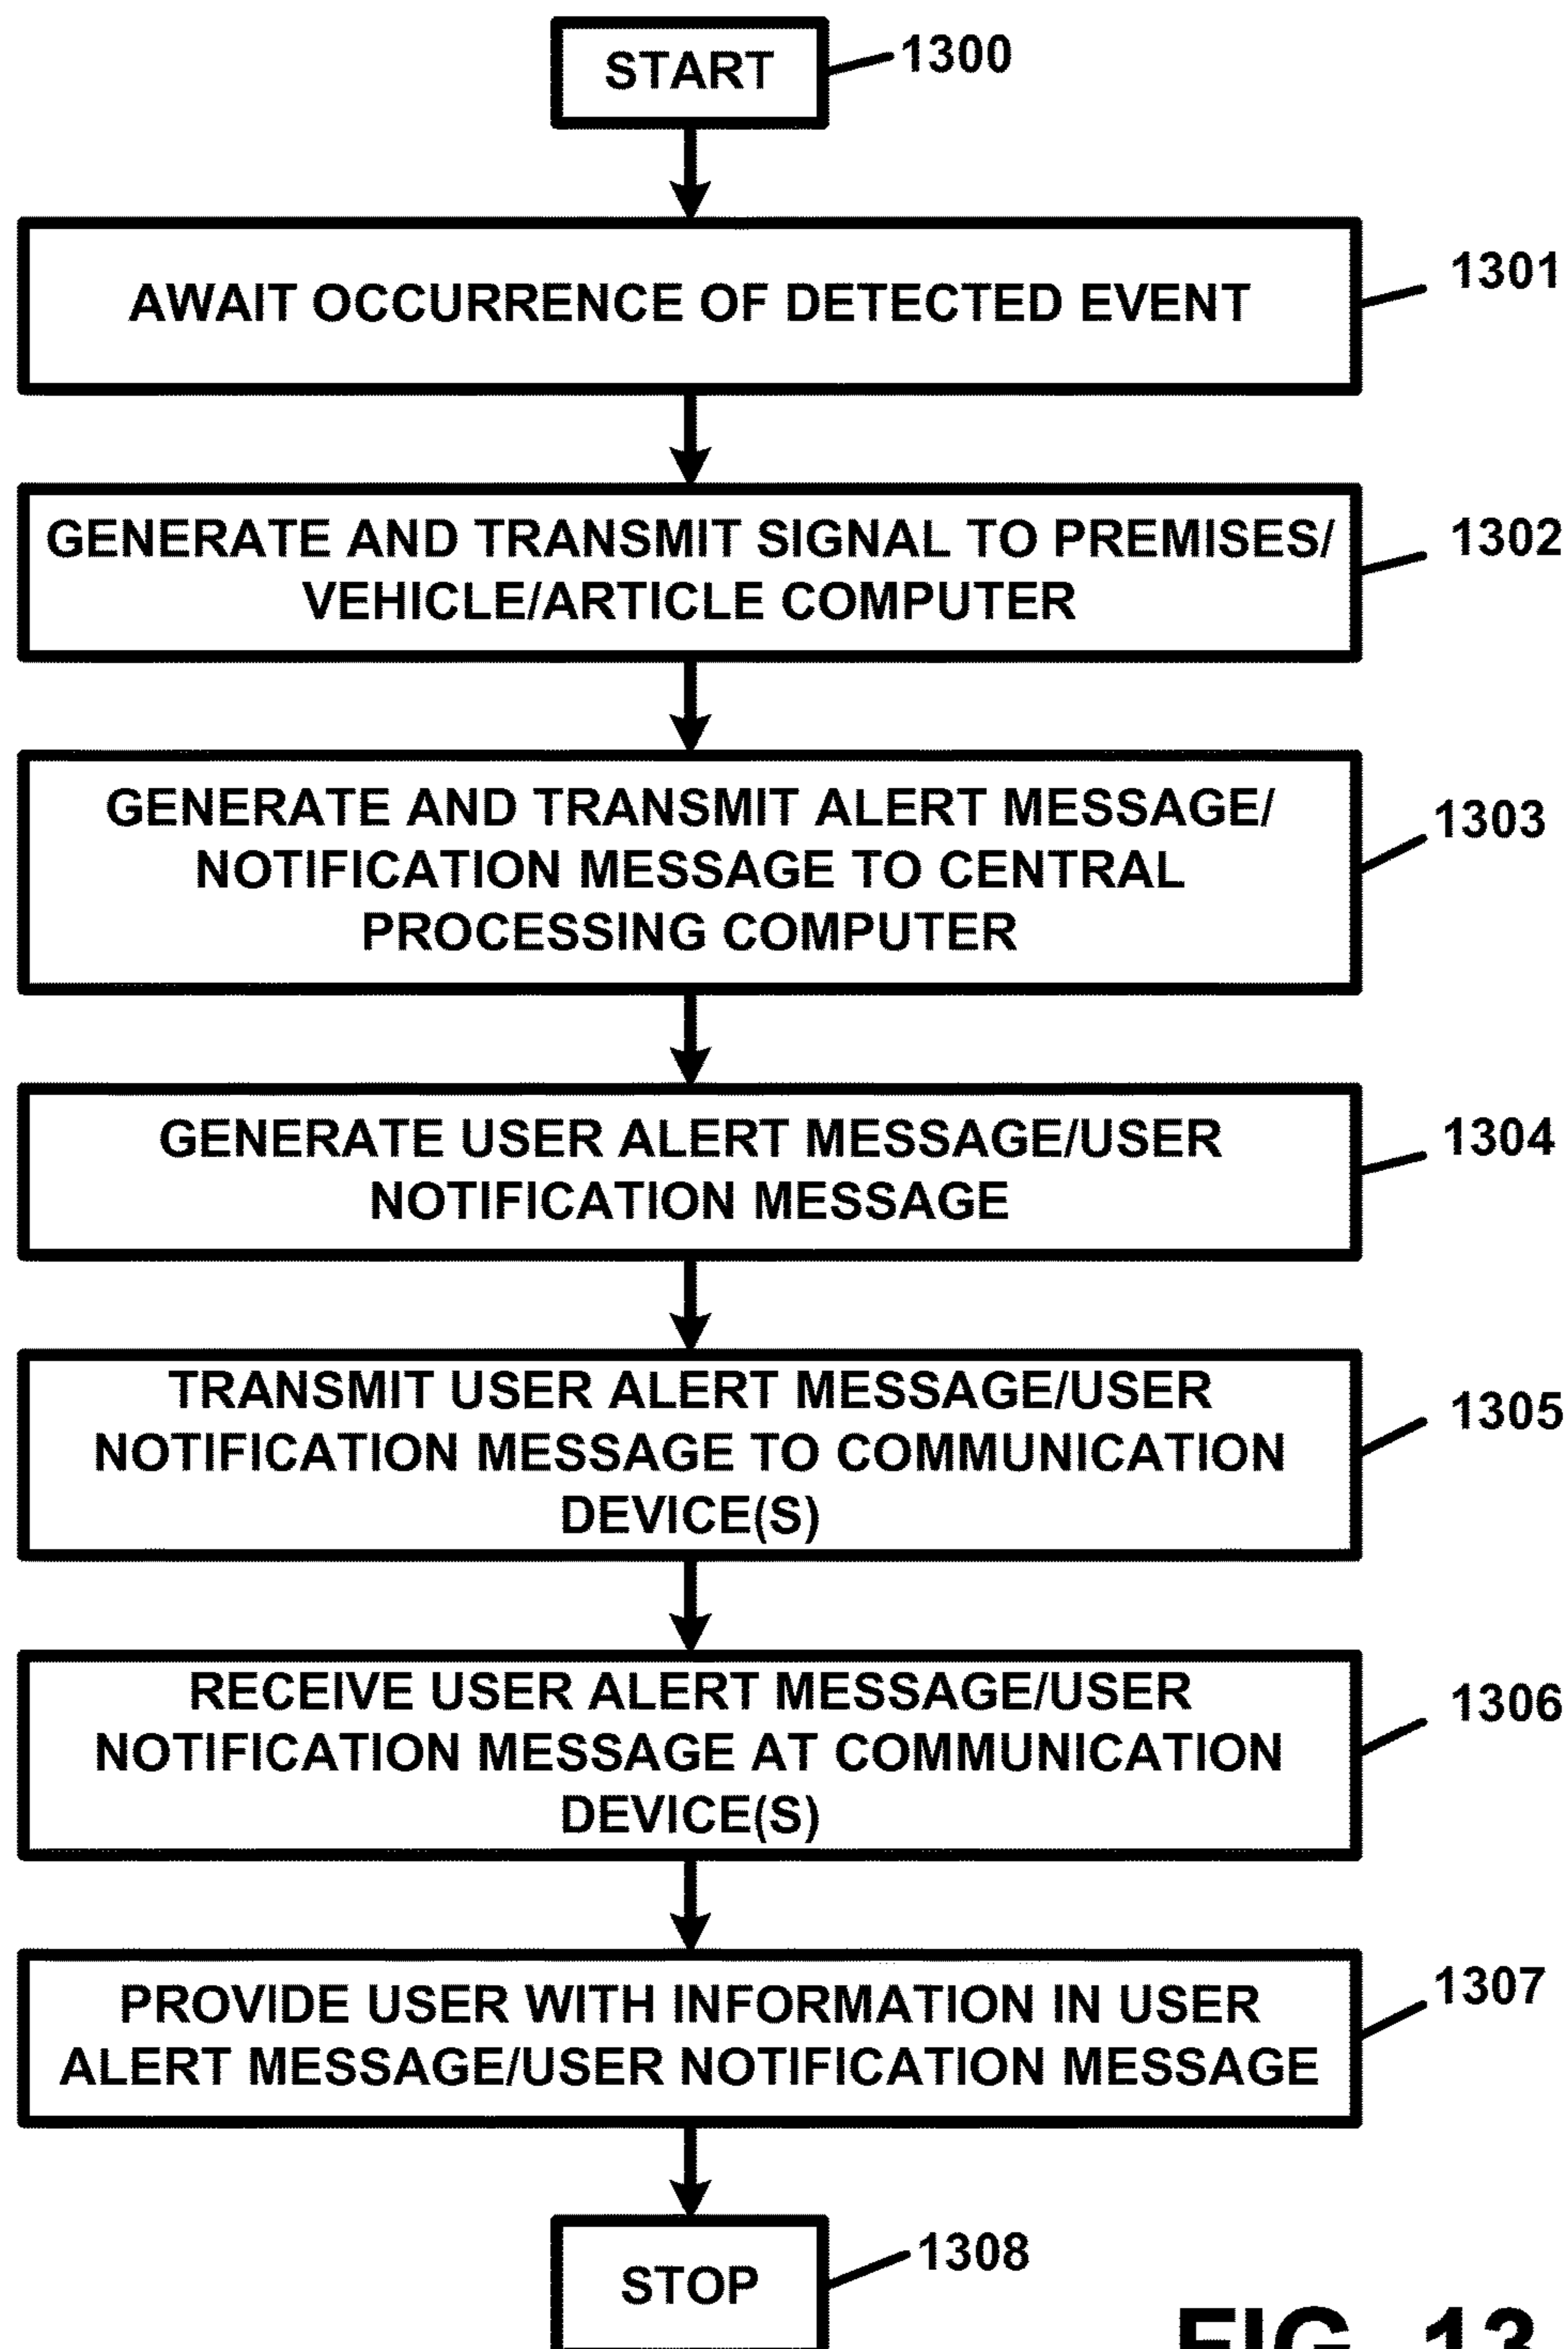 START
1300
AWAIT OCCURRENCE OF DETECTED EVENT
1301
GENERATE AND TRANSMIT SIGNAL TO PREMISES/
VEHICLE/ARTICLE COMPUTER
1302
GENERATE AND TRANSMIT ALERT MESSAGE/
NOTIFICATION MESSAGE TO CENTRAL
PROCESSING COMPUTER
1303
GENERATE USER ALERT MESSAGE/USER
NOTIFICATION MESSAGE
1304
TRANSMIT USER ALERT MESSAGE/USER
NOTIFICATION MESSAGE TO COMMUNICATION
DEVICE(S)
1305
RECEIVE USER ALERT MESSAGE/USER
NOTIFICATION MESSAGE AT COMMUNICATION
DEVICE(S)
1306
PROVIDE USER WITH INFORMATION IN USER
ALERT MESSAGE/USER NOTIFICATION MESSAGE
1307
STOP
1308
FIG. 13